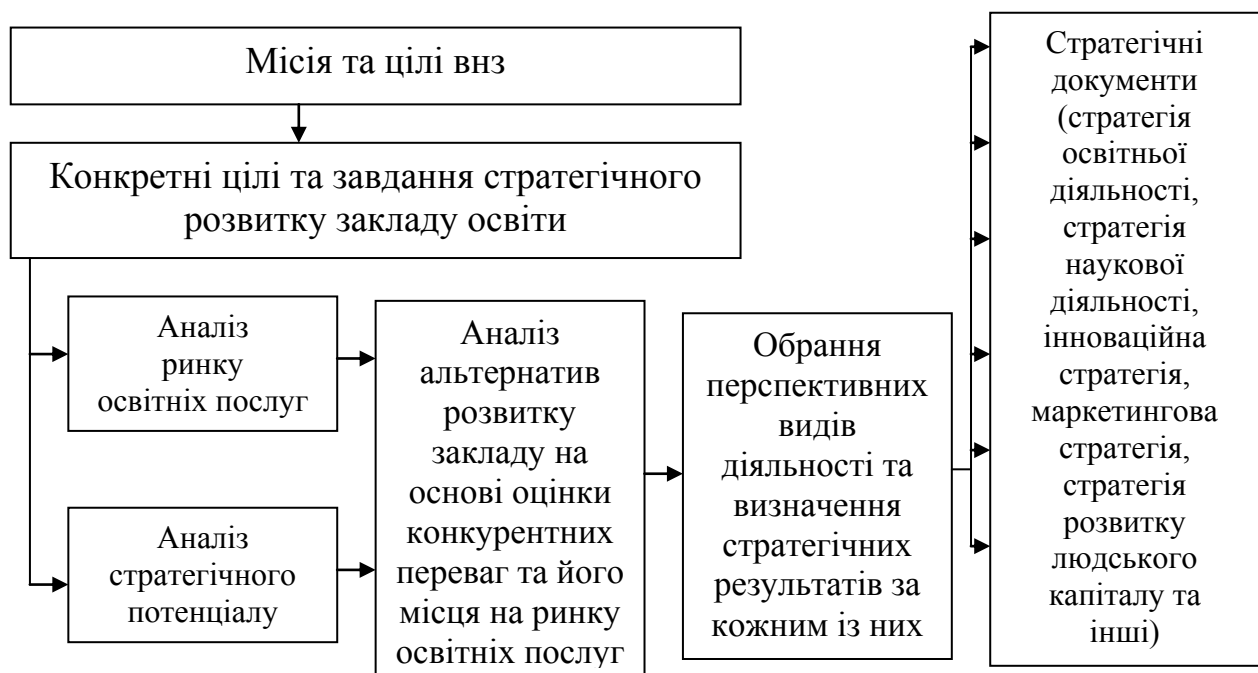 Місія та цілі внз
Конкретні цілі та завдання стратегічного
розвитку закладу освіти
Аналіз
ринку
освітніх послуг
Аналіз
стратегічного
потенціалу
Аналіз
альтернатив
розвитку
закладу на
основі оцінки
конкурентних
переваг та його
місця на ринку
освітніх послуг
Обрання
перспективних
видів
діяльності та
визначення
стратегічних
результатів за
кожним із них
Стратегічні
документи
(стратегія
освітньої
діяльності,
стратегія
наукової
діяльності,
інноваційна
стратегія,
маркетингова
стратегія,
стратегія
розвитку
людського
капіталу та
інші)